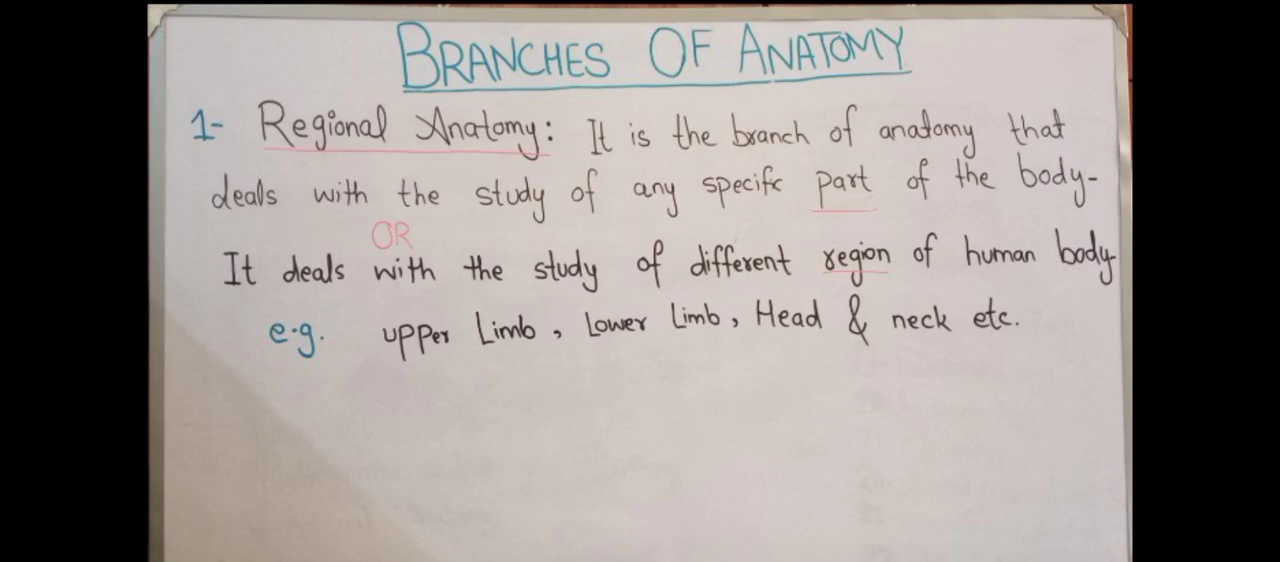 BRANCHES OF ANATOMY
1- Regional Anatomy: It is the branch of anatomy that
deals with the study of any specific part of the body-
OR
It deals with the study of different region of human body-
e.g. upper Limb, Lower Limb, Head & neck etc.